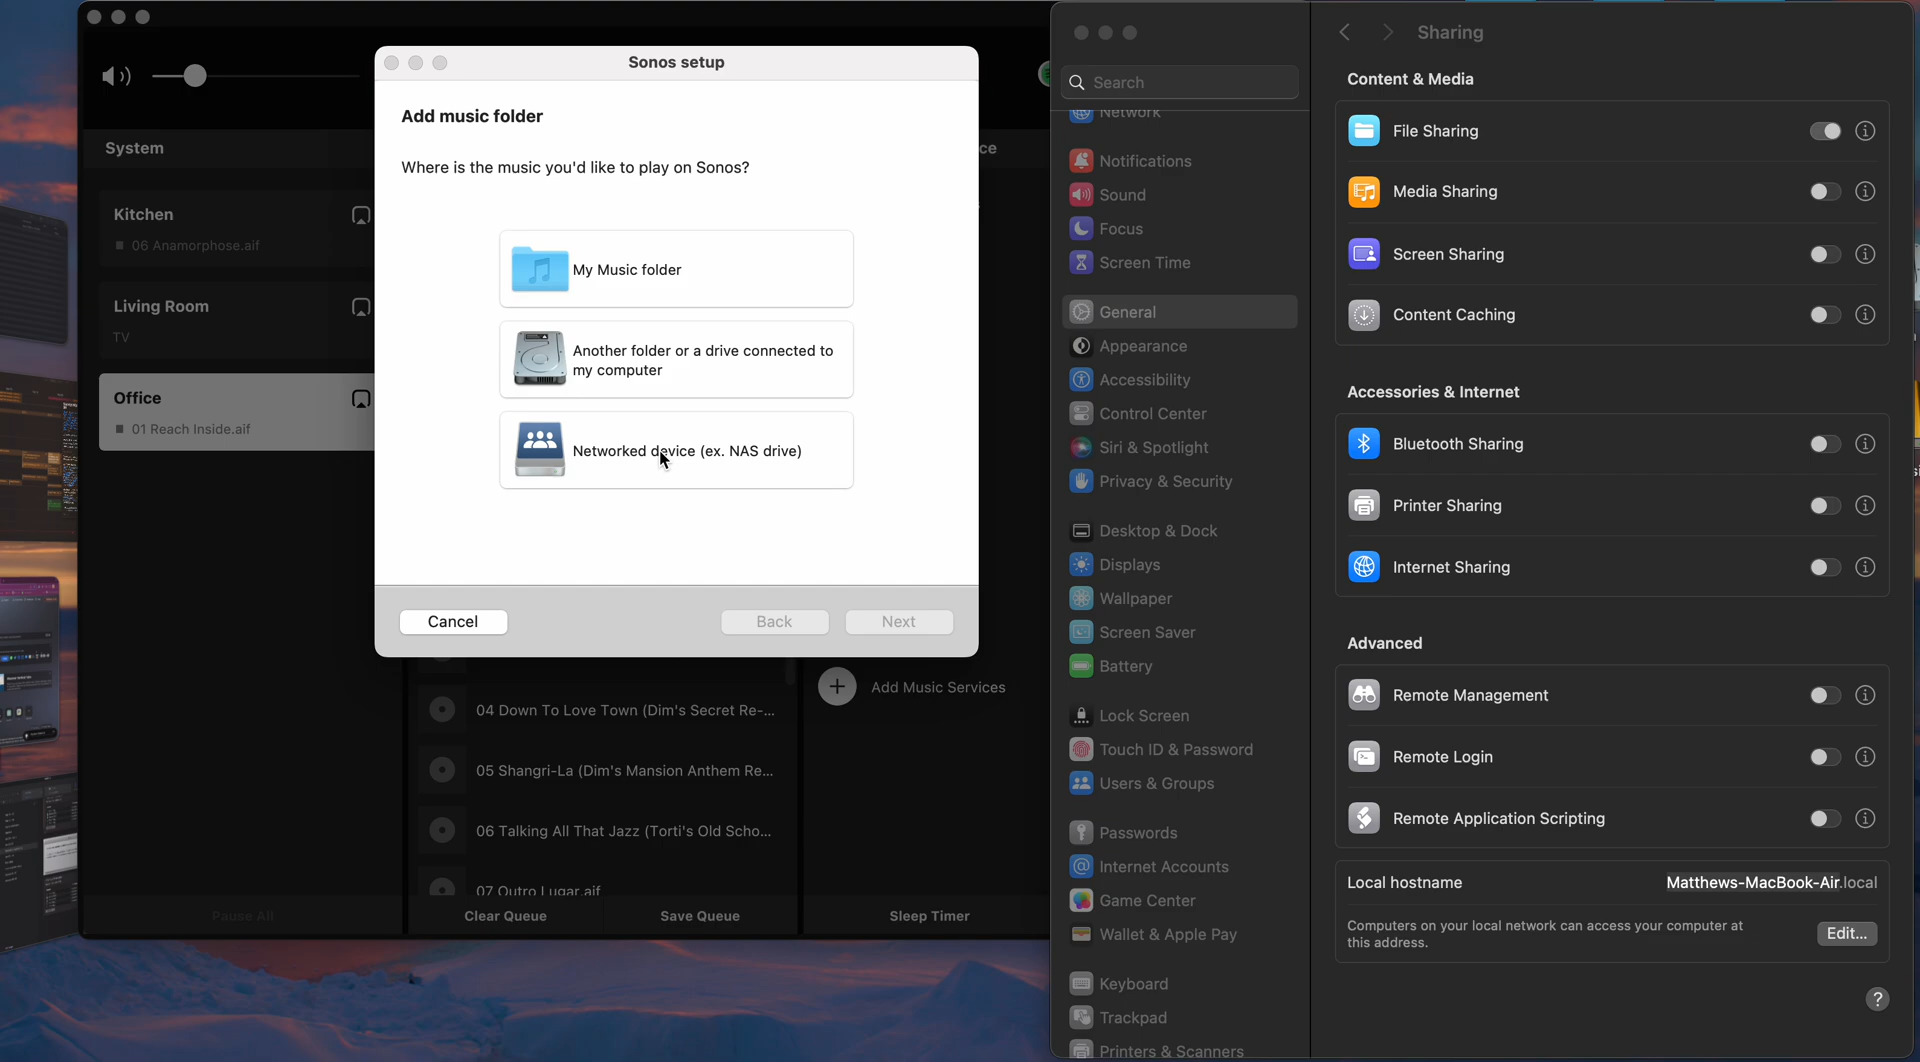 Sonos setup
Add music folder
Where is the music you'd like to play on Sonos?
My Music folder
Another folder or a drive connected to
my computer
Networked device (ex. NAS drive)
Cancel
Back
Next
System
Kitchen
06 Anamorphose.aif
Living Room
TV
Office
01 Reach Inside.aif
ce
04 Down To Love Town (Dim's Secret Re-...
05 Shangri-La (Dim's Mansion Anthem Re...
06 Talking All That Jazz (Torti's Old Scho...
07 Outro Lugar.aif
Add Music Services
Pause All
Clear Queue
Save Queue
Sleep Timer
Search
Network
Notifications
Sound
Focus
Screen Time
General
Appearance
Accessibility
Control Center
Siri & Spotlight
Privacy & Security
Desktop & Dock
Displays
Wallpaper
Screen Saver
Battery
Lock Screen
Touch ID & Password
Users & Groups
Passwords
Internet Accounts
Game Center
Wallet & Apple Pay
Keyboard
Trackpad
Printers & Scanners
Sharing
Content & Media
File Sharing
Media Sharing
Screen Sharing
Content Caching
Accessories & Internet
Bluetooth Sharing
Printer Sharing
Internet Sharing
Advanced
Remote Management
Remote Login
Remote Application Scripting
Local hostname
Matthews-MacBook-Air.local
Computers on your local network can access your computer at
this address.
Edit...
?